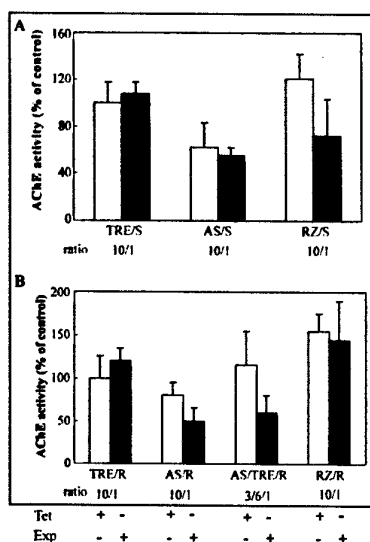 A
AChE activity (% of control)
160
120
80
40
0
TRE/S AS/S RZ/S
ratio 10/1 10/1 10/1
B
AChE activity (% of control)
200
150
100
50
0
TRE/R AS/R AS/TRE/R RZ/R
ratio 10/1 10/1 3/6/1 10/1
Tet + - + - + - + -
Exp - + - + - + - +